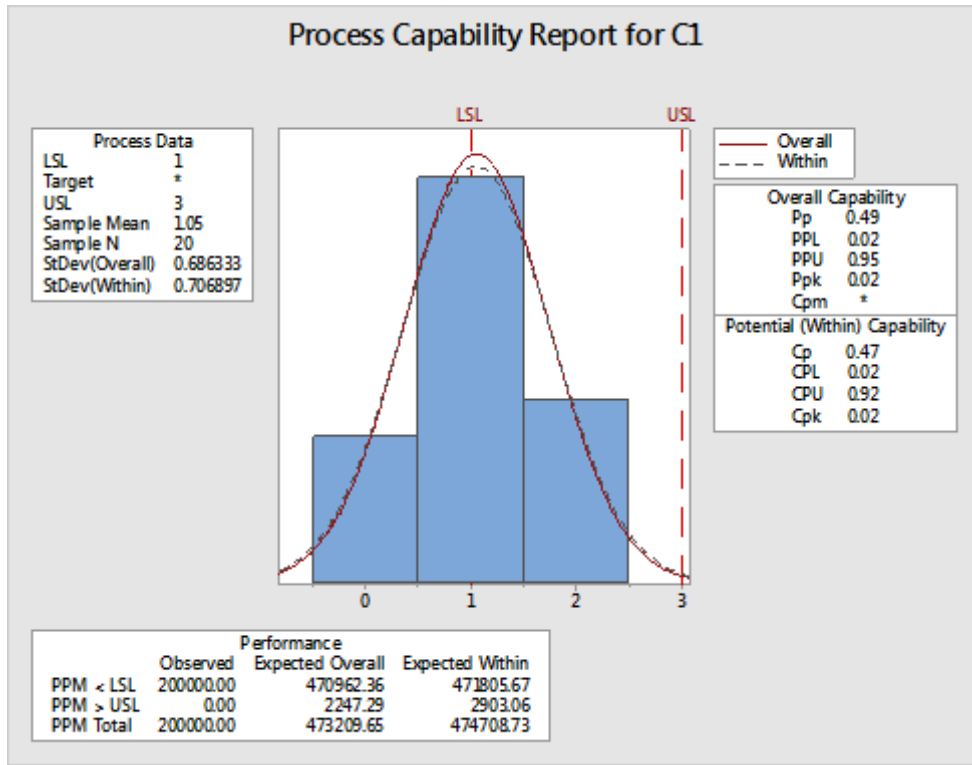 Process Capability Report for C1
LSL USL
Process Data
LSL 1
Target *
USL 3
Sample Mean 1.05
Sample N 20
StDev(Overall) 0.686333
StDev(Within) 0.706897
Overall
Within
Overall Capability
Pp 0.49
PPL 0.02
PPU 0.95
Ppk 0.02
Cpm *
Potential (Within) Capability
Cp 0.47
CPL 0.02
CPU 0.92
Cpk 0.02
0 1 2 3
Performance
Observed Expected Overall Expected Within
PPM < LSL 200000.00 470962.36 471805.67
PPM > USL 0.00 2247.29 2903.06
PPM Total 200000.00 473209.65 474708.73